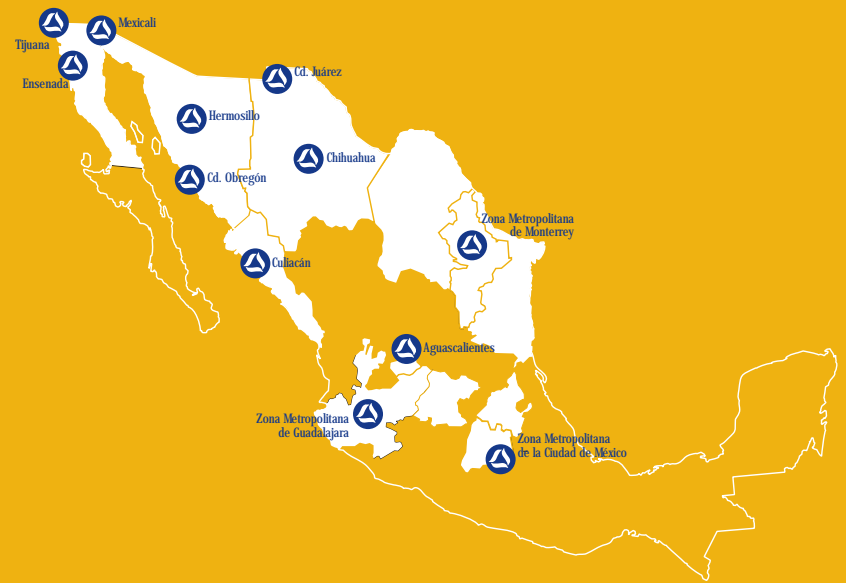 Mexicali
Tijuana
Ensenada
Cd. Juárez
Hermosillo
Chihuahua
Cd. Obregón
Zona Metropolitana
de Monterrey
Culiacán
Aguascalientes
Zona Metropolitana
de Guadalajara
Zona Metropolitana
de la Ciudad de México